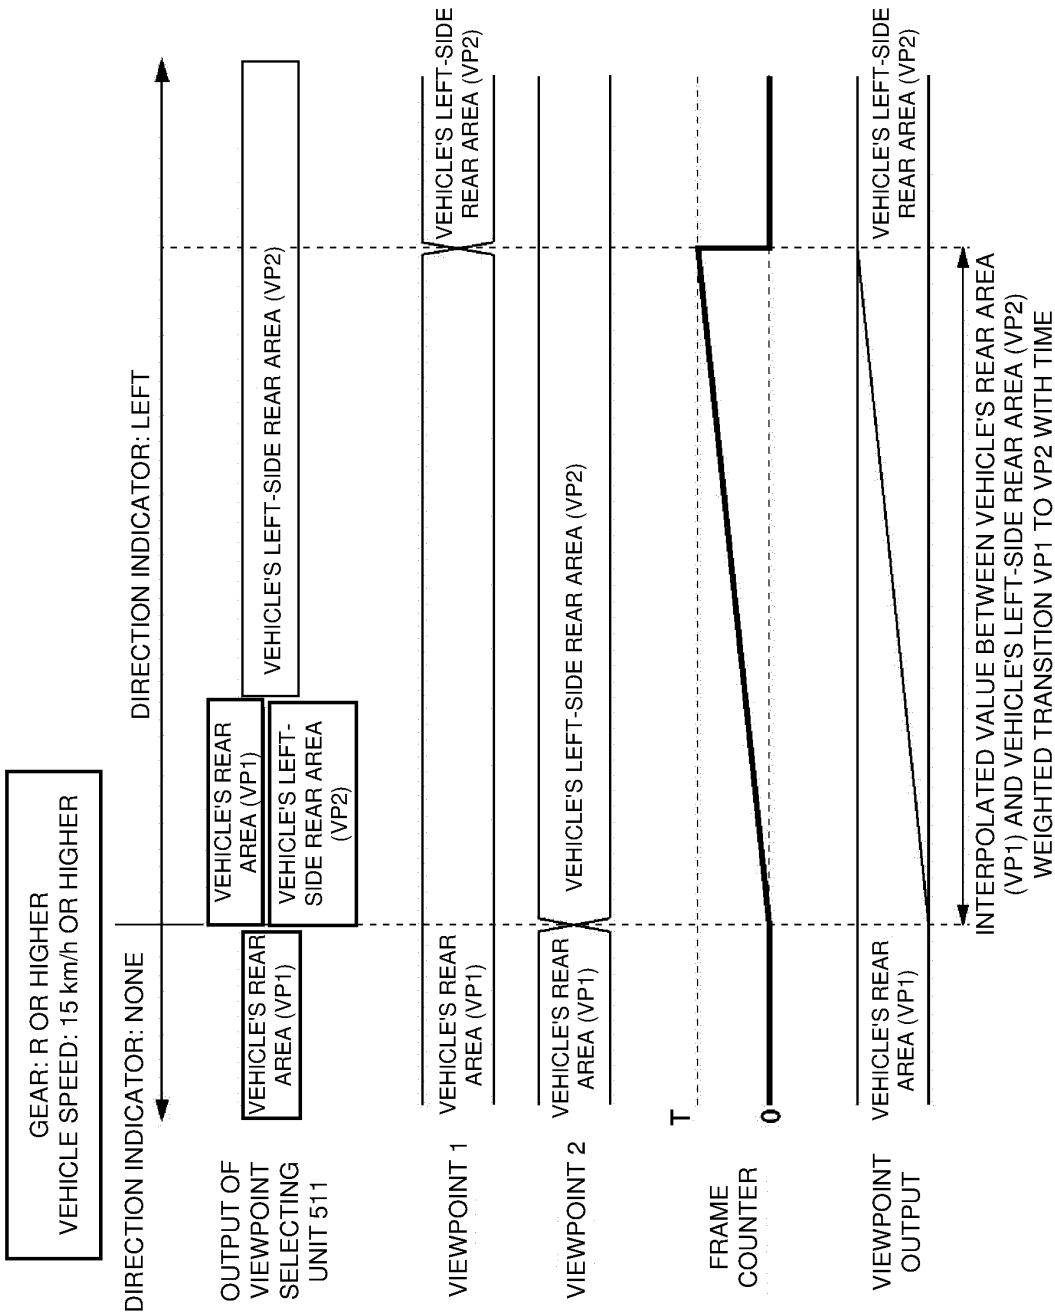 GEAR: R OR HIGHER
VEHICLE SPEED: 15 km/h OR HIGHER
DIRECTION INDICATOR: NONE
DIRECTION INDICATOR: LEFT
OUTPUT OF
VIEWPOINT
SELECTING
UNIT 511
VEHICLE'S REAR
AREA (VP1)
VEHICLE'S REAR
AREA (VP1)
VEHICLE'S LEFT-
SIDE REAR AREA
(VP2)
VEHICLE'S LEFT-SIDE REAR AREA (VP2)
VIEWPOINT 1
VEHICLE'S REAR
AREA (VP1)
VEHICLE'S LEFT-SIDE
REAR AREA (VP2)
VIEWPOINT 2
VEHICLE'S REAR
AREA (VP1)
VEHICLE'S LEFT-SIDE REAR AREA (VP2)
FRAME
COUNTER
T
0
VIEWPOINT
OUTPUT
VEHICLE'S REAR
AREA (VP1)
VEHICLE'S LEFT-SIDE
REAR AREA (VP2)
INTERPOLATED VALUE BETWEEN VEHICLE'S REAR AREA
(VP1) AND VEHICLE'S LEFT-SIDE REAR AREA (VP2)
WEIGHTED TRANSITION VP1 TO VP2 WITH TIME